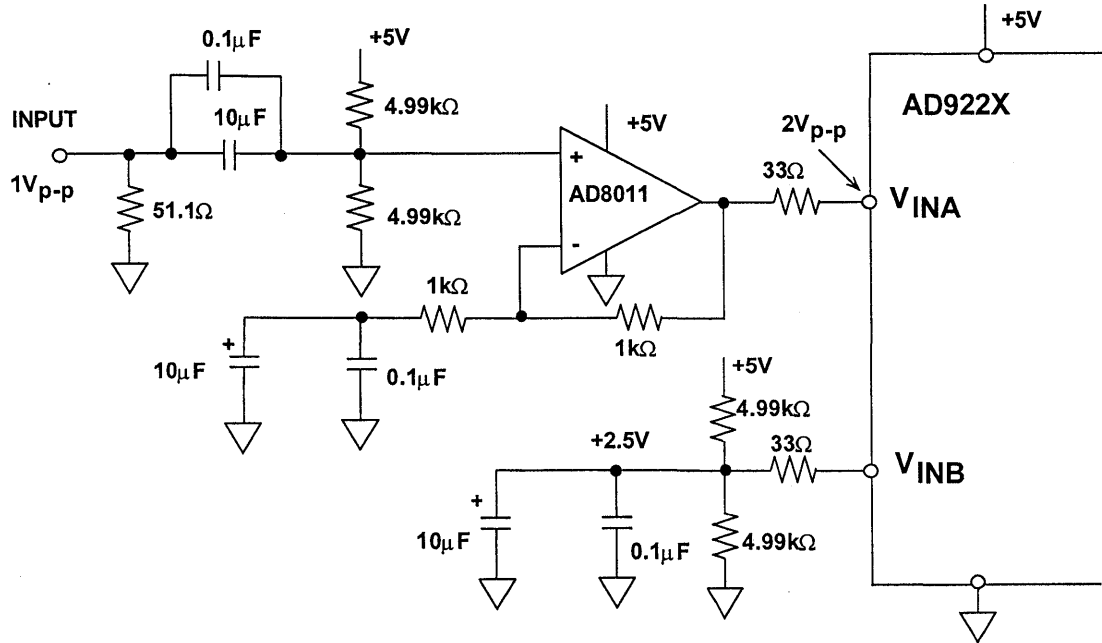 +5V
0.1μF
+5V
AD922X
INPUT
10μF
4.99kΩ
+5V
2Vp-p
33Ω
1Vp-p
AD8011
VINA
51.1Ω
4.99kΩ
+
-
1kΩ
1kΩ
+
10μF
0.1μF
+5V
4.99kΩ
+2.5V
33Ω
VINB
+
10μF
0.1μF
4.99kΩ